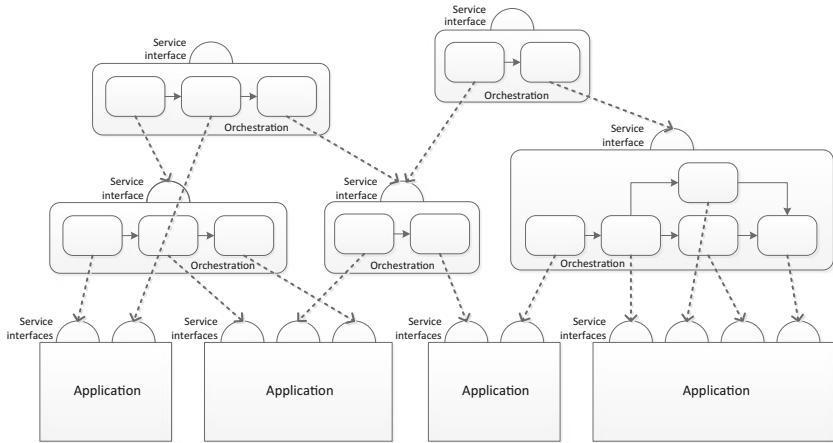 Service
interface
Service
interface
Orchestration
Orchestration
Service
interface
Service
interface
Service
interface
Orchestration
Orchestration
Orchestration
Service
interfaces
Service
interfaces
Service
interfaces
Service
interfaces
Application
Application
Application
Application